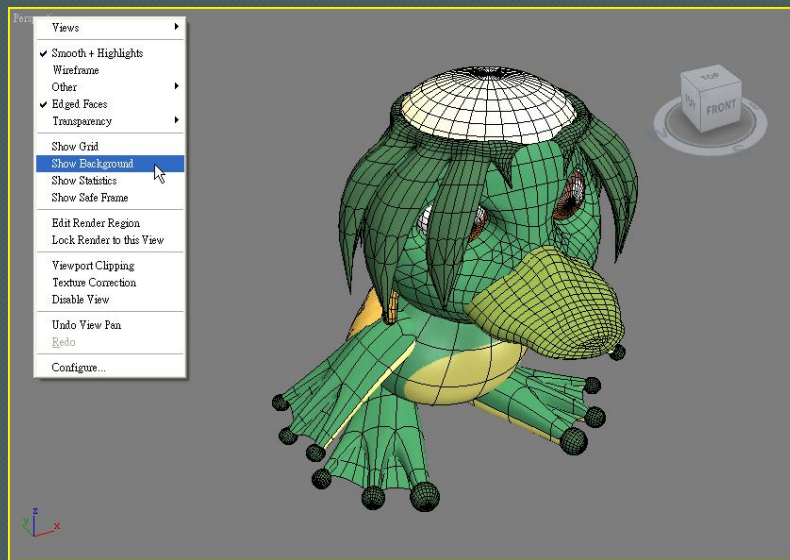 Views
Smooth + Highlights
Wireframe
Other
Edged Faces
Transparency
Show Grid
Show Background
Show Statistics
Show Safe Frame
Edit Render Region
Lock Render to this View
Viewport Clipping
Texture Correction
Disable View
Undo View Pan
Redo
Configure...
TOP
FRONT
z
y
x